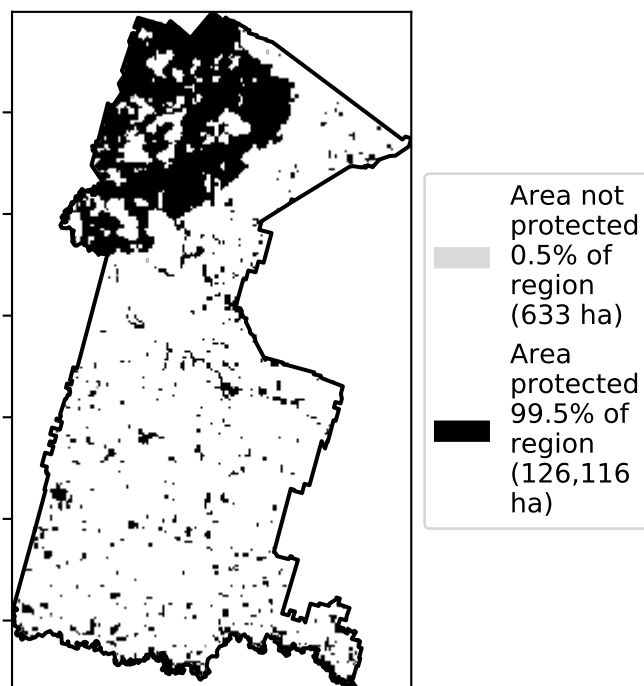 Area not
protected
0.5% of
region
(633 ha)
Area
protected
99.5% of
region
(126,116
ha)